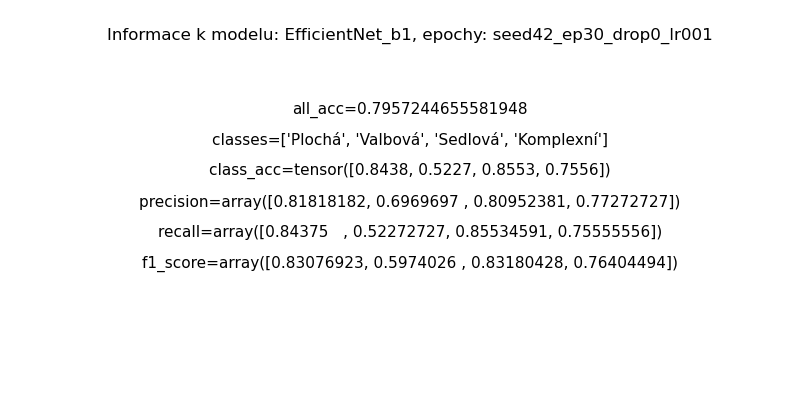 Informace k modelu: EfficientNet_b1, epochy: seed42_ep30_drop0_lr001
all_acc=0.7957244655581948
classes=['Plochá', 'Valbová', 'Sedlová', 'Komplexní']
class_acc=tensor([0.8438, 0.5227, 0.8553, 0.7556])
precision=array([0.81818182, 0.6969697 , 0.80952381, 0.77272727])
recall=array([0.84375   , 0.52272727, 0.85534591, 0.75555556])
f1_score=array([0.83076923, 0.5974026 , 0.83180428, 0.76404494])